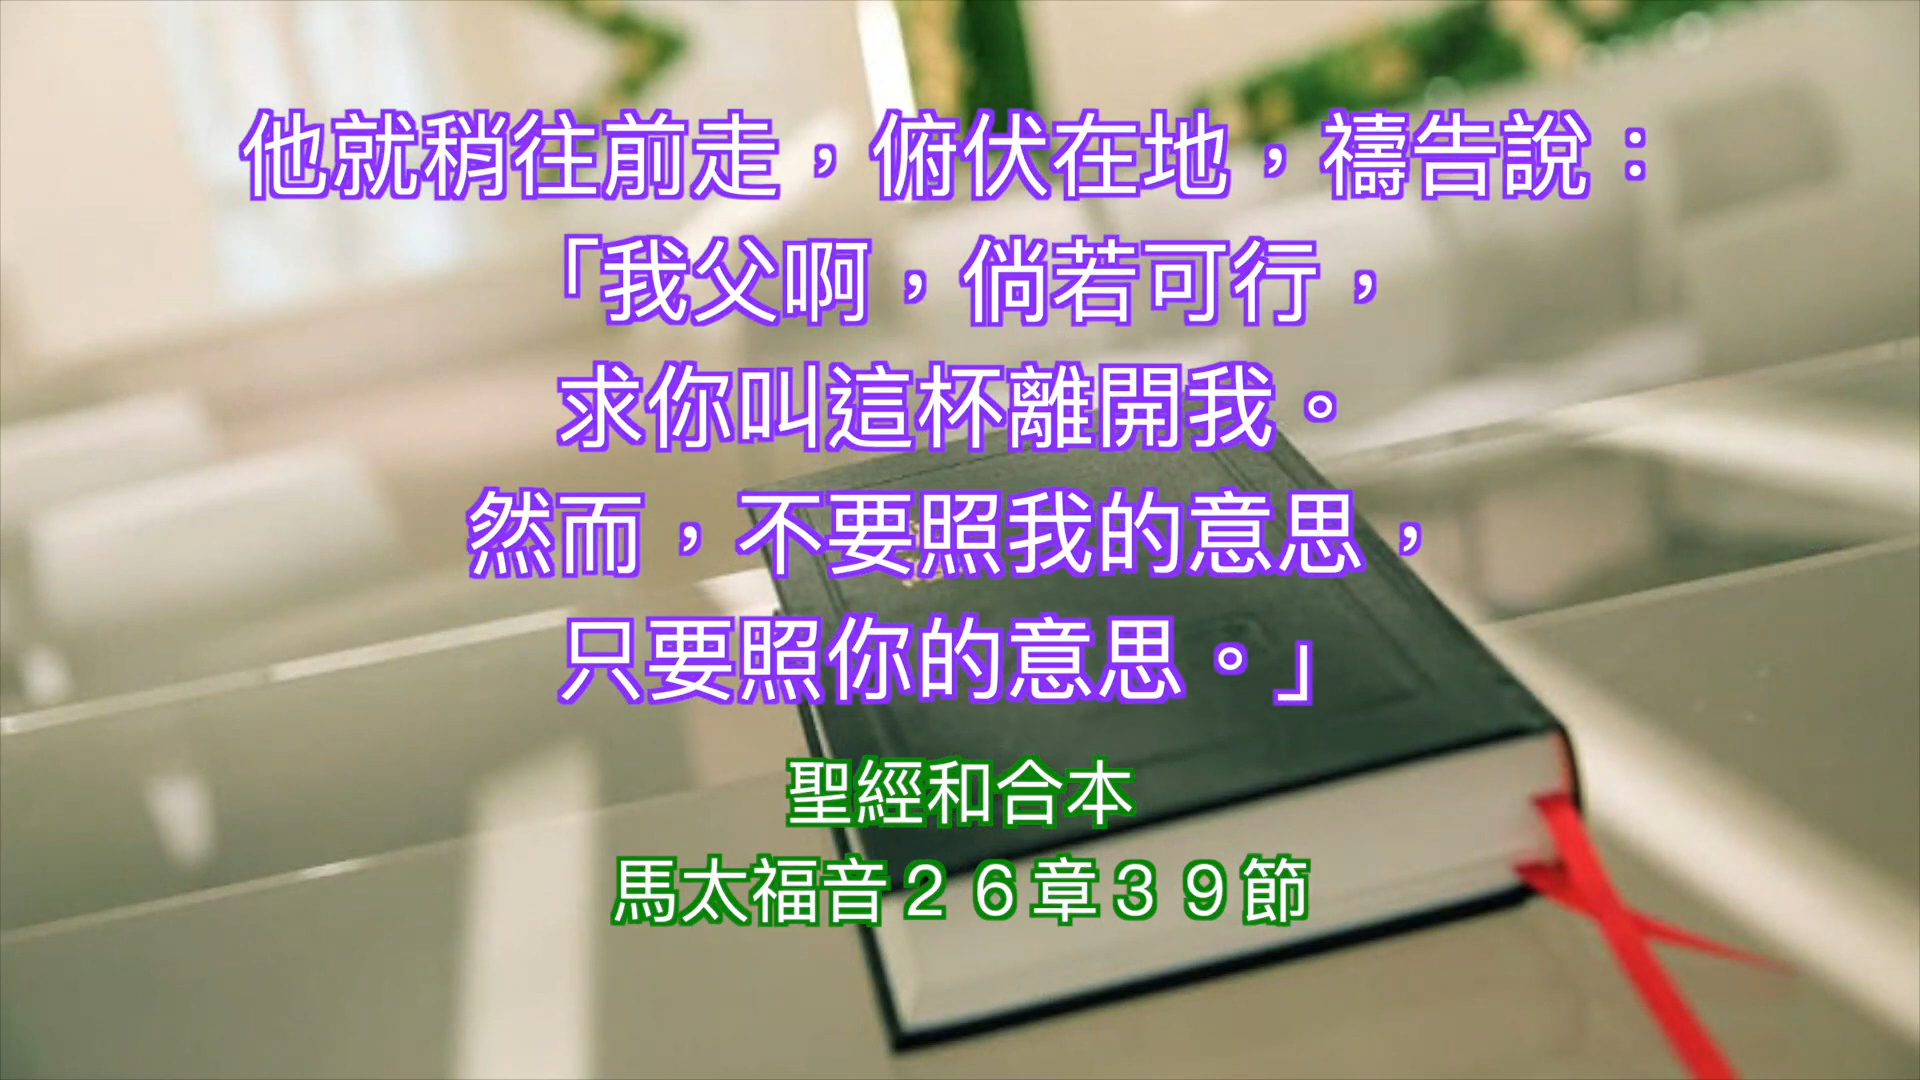 他就稍往前走，俯伏在地，禱告說：
「我父啊，倘若可行，
求你叫這杯離開我。
然而，不要照我的意思，
只要照你的意思。」
聖經和合本
馬太福音２６章３９節